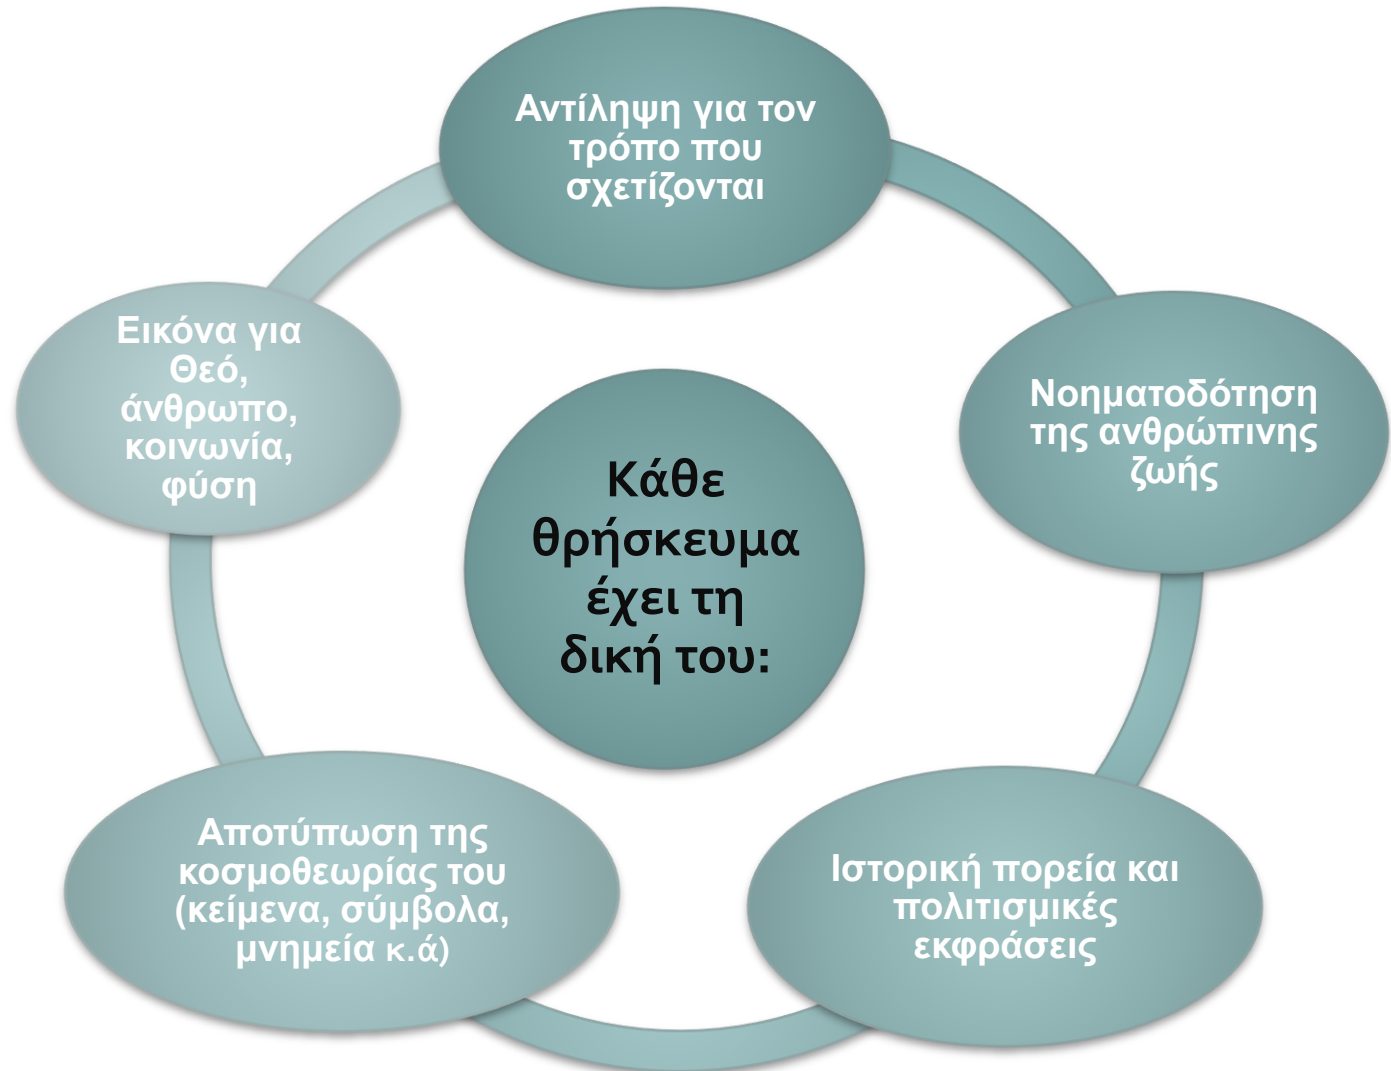 Αντίληψη για τον
τρόπο που
σχετίζονται
Εικόνα για
Θεό,
άνθρωπο,
κοινωνία,
φύση
Νοηματοδότηση
της ανθρώπινης
ζωής
Κάθε
θρήσκευμα
έχει τη
δική του:
Αποτύπωση της
κοσμοθεωρίας του
(κείμενα, σύμβολα,
μνημεία κ.ά)
Ιστορική πορεία και
πολιτισμικές
εκφράσεις